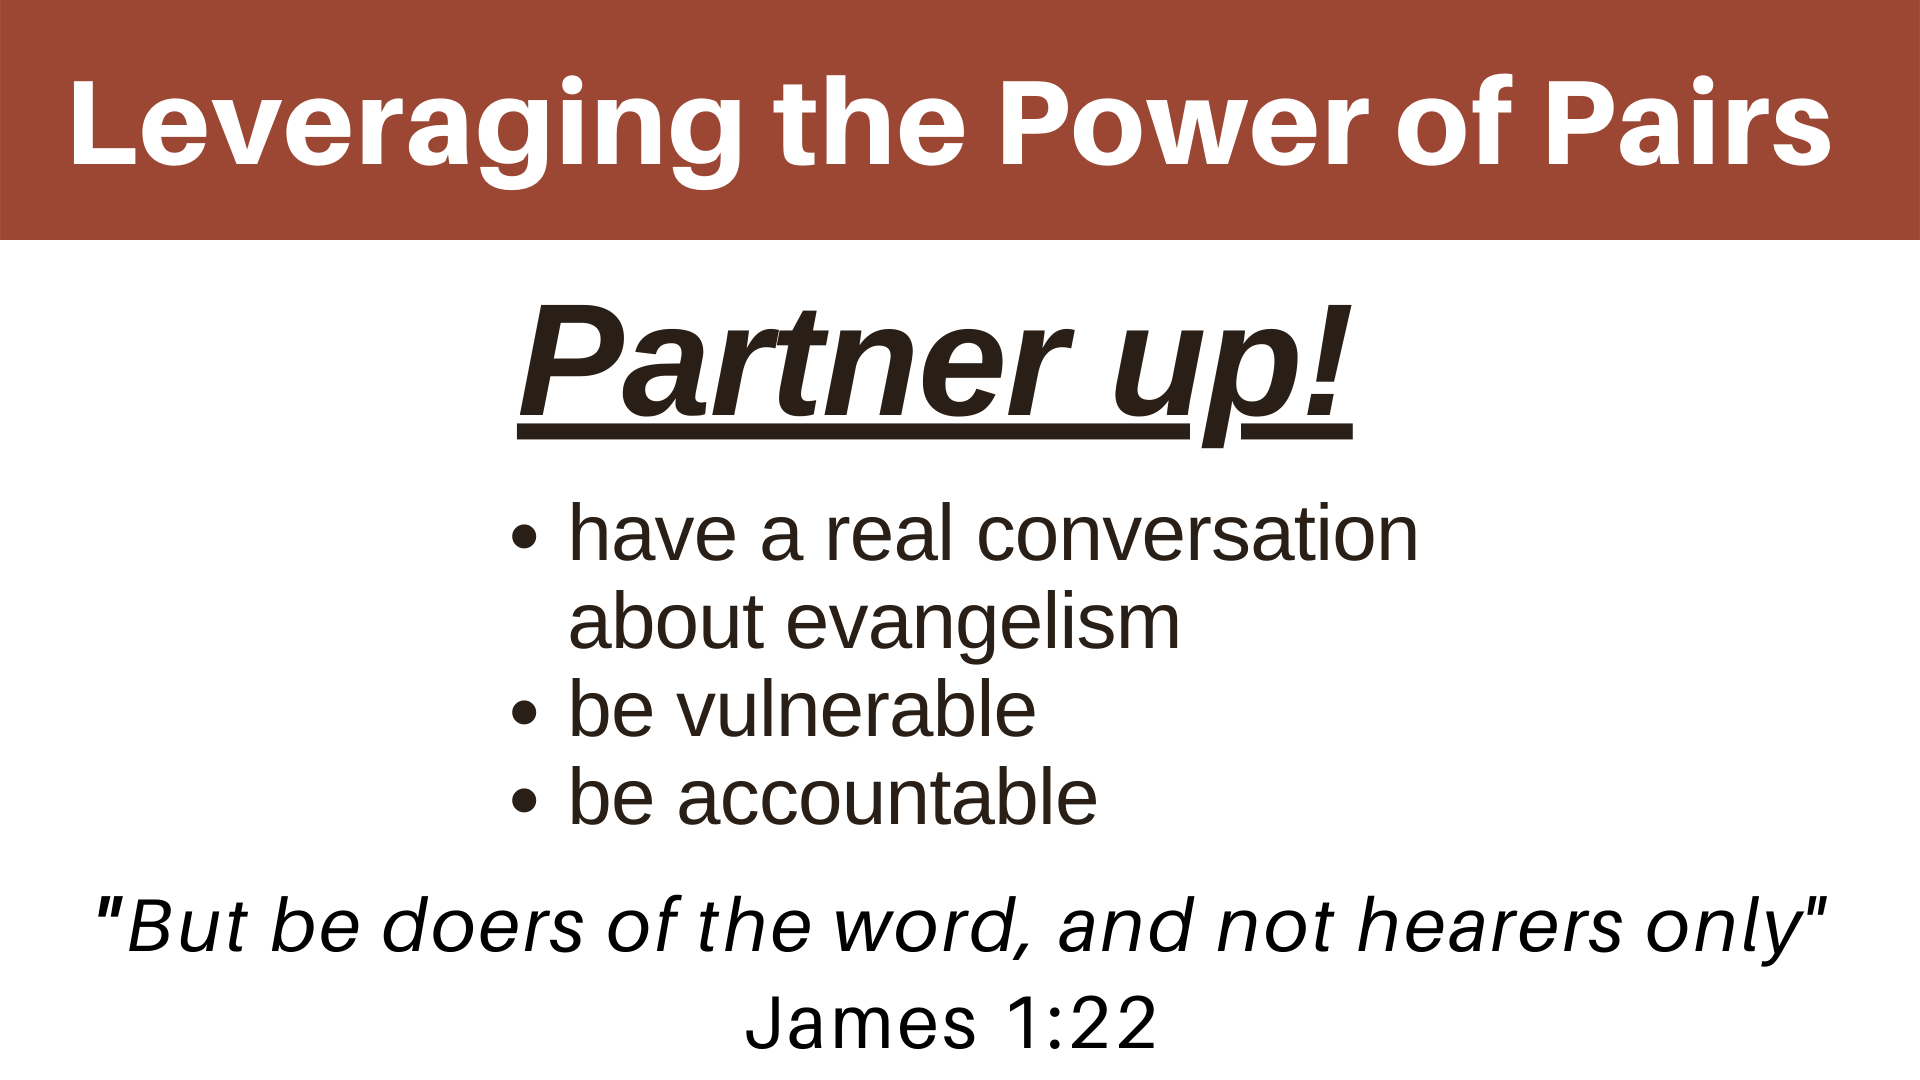 Leveraging the Power of Pairs
Partner up!
• have a real conversation
about evangelism
• be vulnerable
• be accountable
"But be doers of the word, and not hearers only"
James 1:22